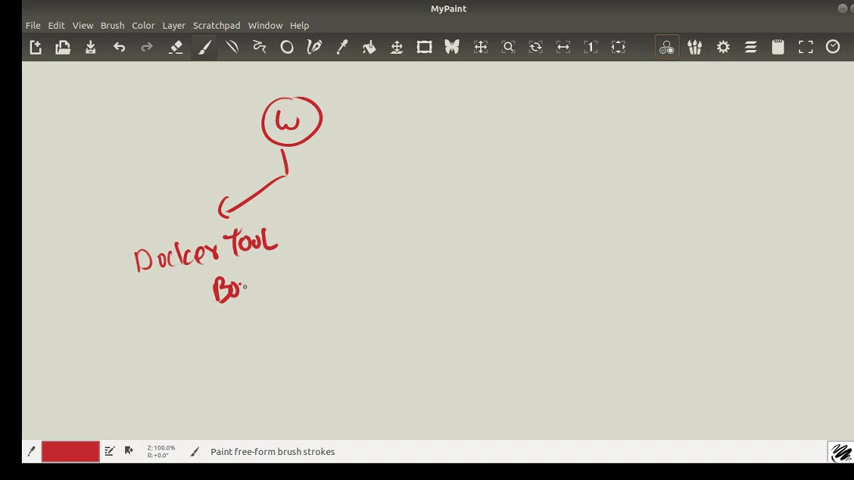 MyPaint
File Edit View Brush Color Layer Scratchpad Window Help
W
Docker Tool
Bo
Z: 100.0%
R: +0.0°
Paint free-form brush strokes